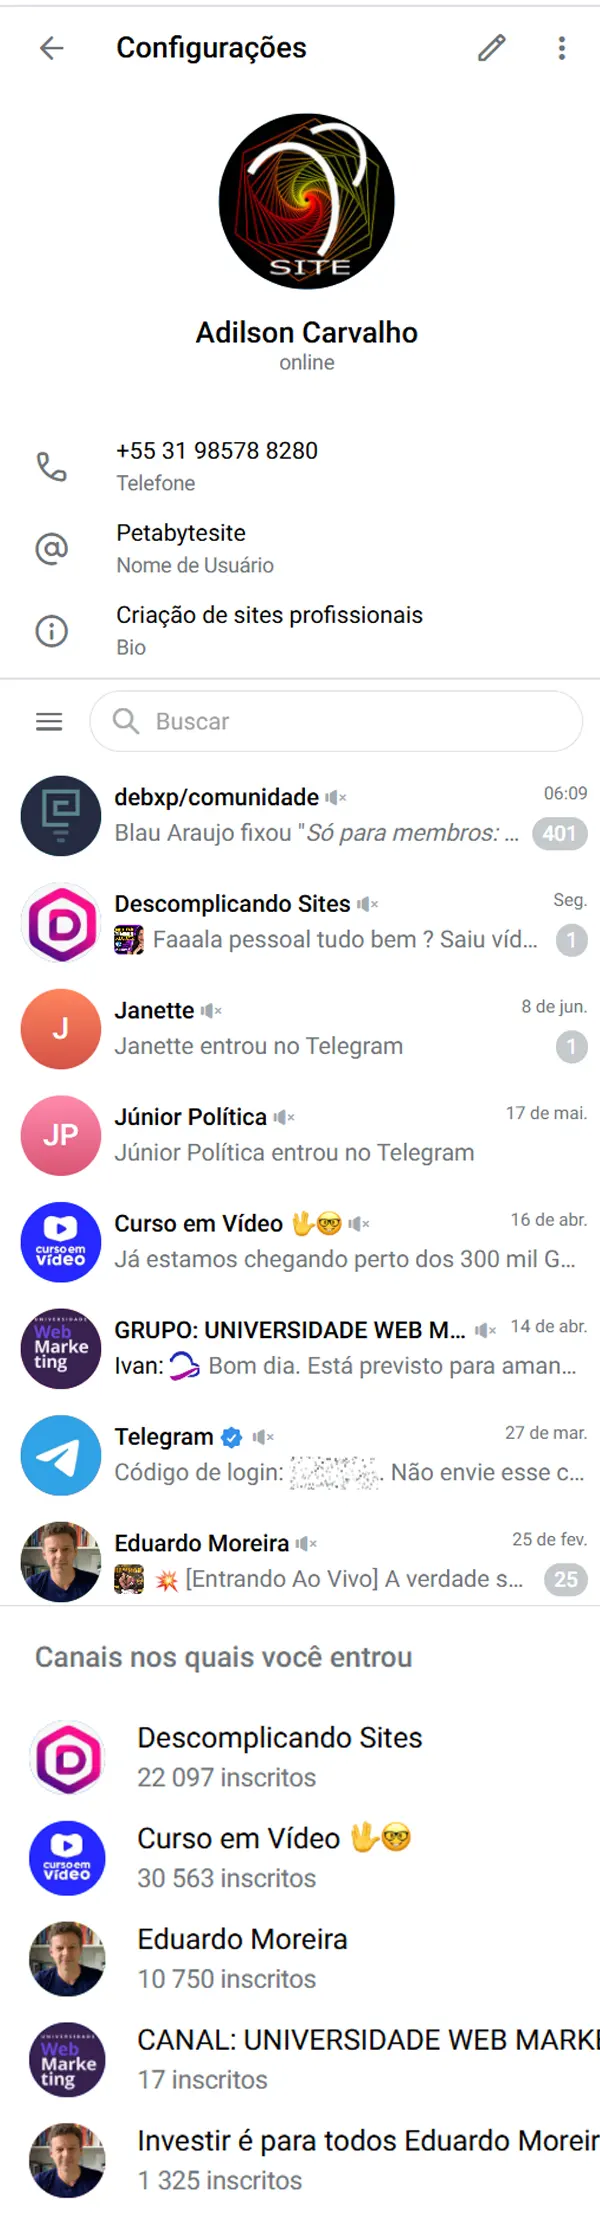 Configurações
SITE
Adilson Carvalho
online
+55 31 98578 8280
Telefone
Petabytesite
Nome de Usuário
Criação de sites profissionais
Bio
Buscar
debxp/comunidade 06:09
Blau Araujo fixou "Só para membros: ... 401
Descomplicando Sites Seg.
Faaala pessoal tudo bem ? Saiu víd... 1
J
Janette 8 de jun.
Janette entrou no Telegram 1
JP
Júnior Política 17 de mai.
Júnior Política entrou no Telegram
curso em vídeo
Curso em Vídeo 🖖🤓 16 de abr.
Já estamos chegando perto dos 300 mil G...
UNIVERSIDADE
Web
Marke
ting
GRUPO: UNIVERSIDADE WEB M... 14 de abr.
Ivan: Bom dia. Está previsto para aman...
Telegram 27 de mar.
Código de login: . Não envie esse c...
Eduardo Moreira 25 de fev.
💥 [Entrando Ao Vivo] A verdade s... 25
Canais nos quais você entrou
D
Descomplicando Sites
22 097 inscritos
curso em vídeo
Curso em Vídeo 🖖🤓
30 563 inscritos
Eduardo Moreira
10 750 inscritos
UNIVERSIDADE
Web
Marke
ting
CANAL: UNIVERSIDADE WEB MARKE
17 inscritos
Investir é para todos Eduardo Moreir
1 325 inscritos